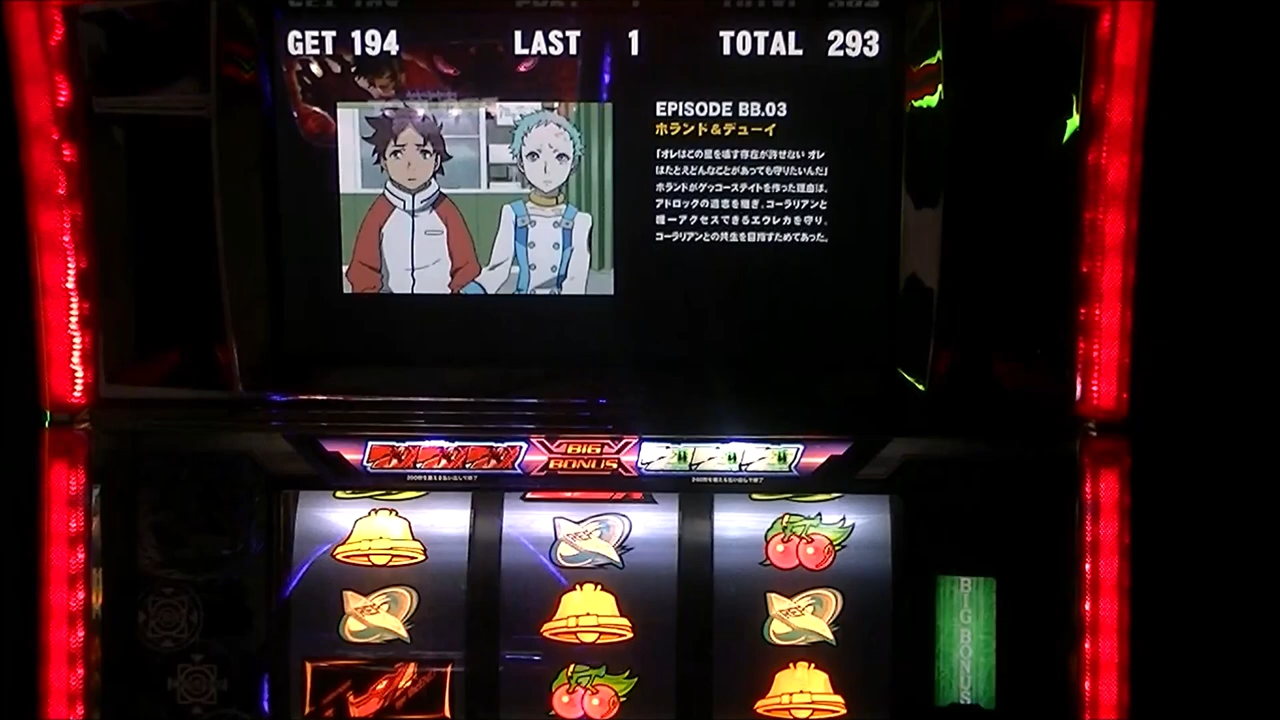 GET 194 LAST 1 TOTAL 293
EPISODE BB.03
ホランド&デューイ
「オレはこの星を壊す存在が許せない オレ
はたとえどんなことがあっても守りたいんだ」
ホランドがゲッコーステイトを作った理由は、
アドロックの遺志を継ぎ、コーラリアンと
唯一アクセスできるエウレカを守り、
コーラリアンとの共生を目指すためであった。
BIG
BONUS
REP
REP
REP
BIG BONUS